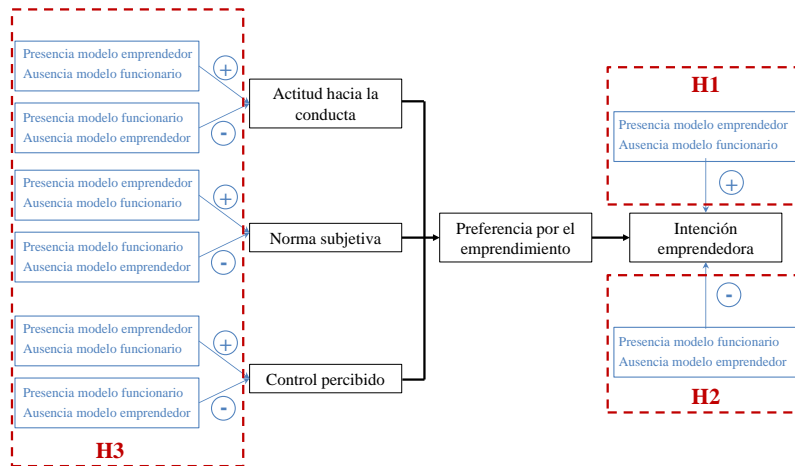 Presencia modelo emprendedor
Ausencia modelo funcionario
+
Presencia modelo funcionario
Ausencia modelo emprendedor
-
Actitud hacia la
conducta
Presencia modelo emprendedor
Ausencia modelo funcionario
+
Presencia modelo funcionario
Ausencia modelo emprendedor
-
Norma subjetiva
Presencia modelo emprendedor
Ausencia modelo funcionario
+
Presencia modelo funcionario
Ausencia modelo emprendedor
-
Control percibido
H3
Preferencia por el
emprendimiento
H1
Presencia modelo emprendedor
Ausencia modelo funcionario
+
Intención
emprendedora
-
Presencia modelo funcionario
Ausencia modelo emprendedor
H2